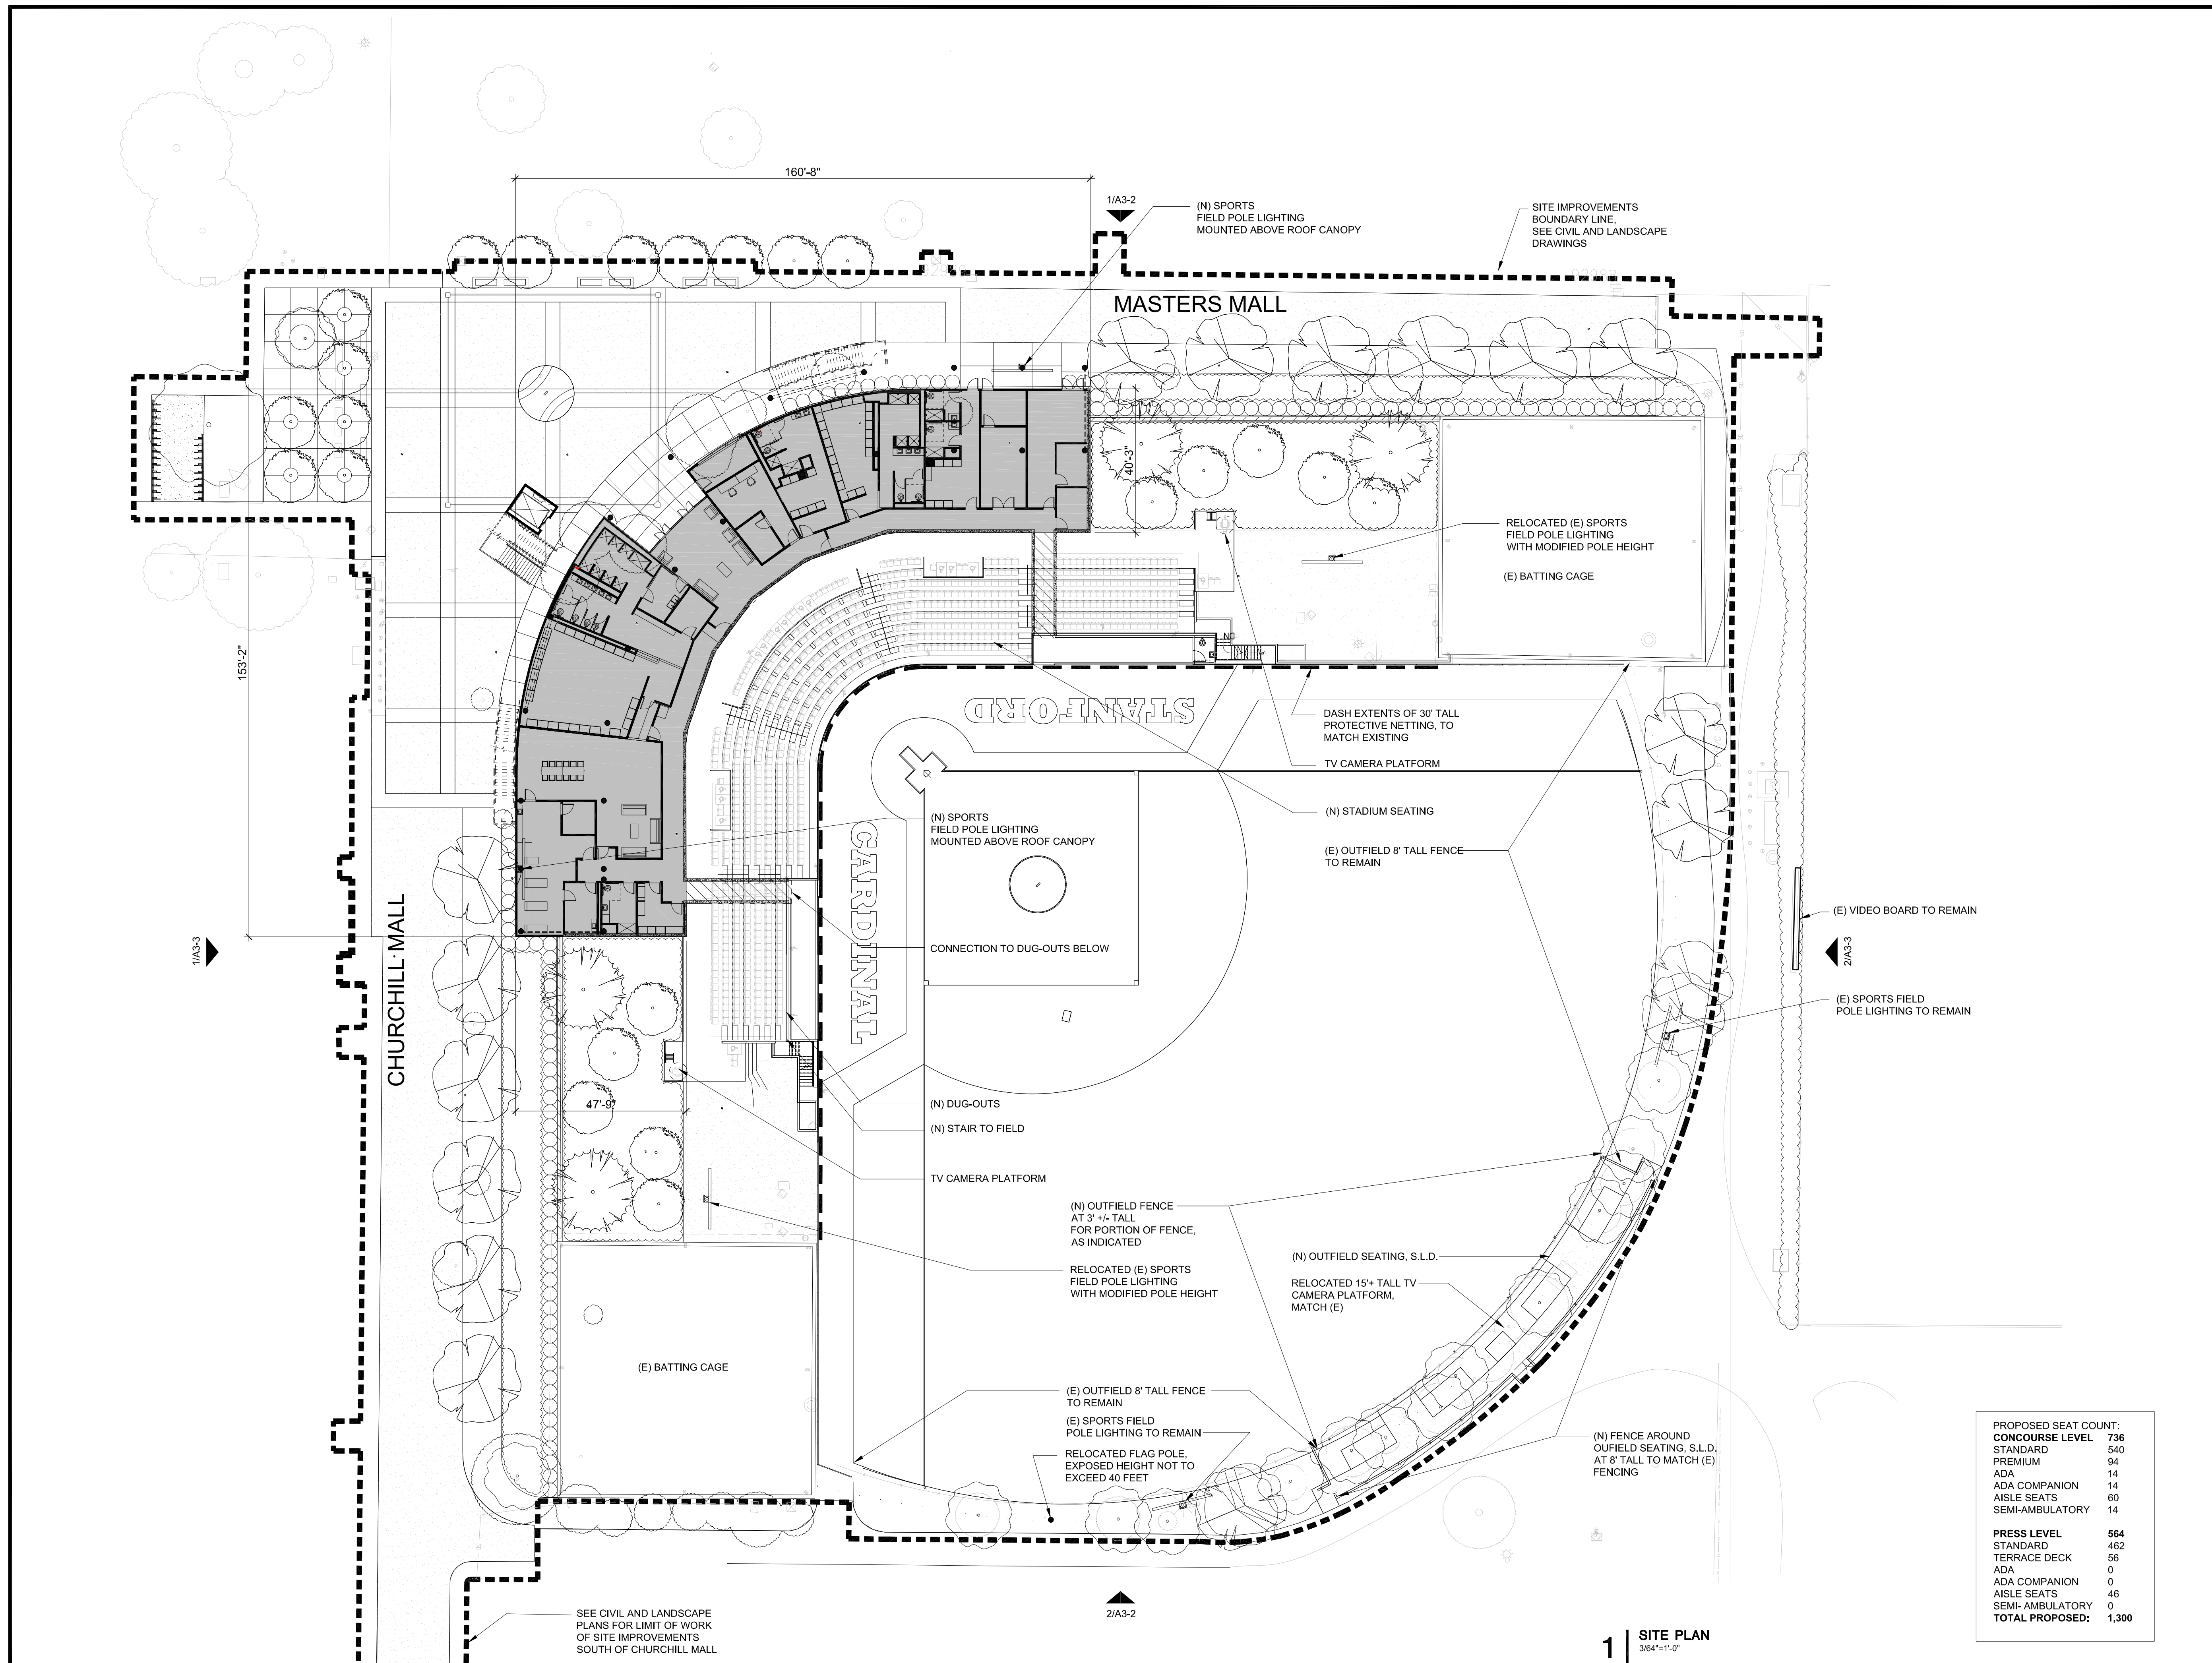 160'-8"
1/A3-2
(N) SPORTS
FIELD POLE LIGHTING
MOUNTED ABOVE ROOF CANOPY
SITE IMPROVEMENTS
BOUNDARY LINE,
SEE CIVIL AND LANDSCAPE
DRAWINGS
MASTERS MALL
40'-3"
RELOCATED (E) SPORTS
FIELD POLE LIGHTING
WITH MODIFIED POLE HEIGHT
(E) BATTING CAGE
153'-2"
DN
STANFORD
DASH EXTENTS OF 30' TALL
PROTECTIVE NETTING, TO
MATCH EXISTING
TV CAMERA PLATFORM
(N) STADIUM SEATING
(N) SPORTS
FIELD POLE LIGHTING
MOUNTED ABOVE ROOF CANOPY
(E) OUTFIELD 8' TALL FENCE
TO REMAIN
CARDINAL
CHURCHILL MALL
(E) VIDEO BOARD TO REMAIN
1/A3-3
CONNECTION TO DUG-OUTS BELOW
2/A3-3
(E) SPORTS FIELD
POLE LIGHTING TO REMAIN
47'-9"
(N) DUG-OUTS
(N) STAIR TO FIELD
TV CAMERA PLATFORM
(N) OUTFIELD FENCE
AT 3' +/- TALL
FOR PORTION OF FENCE,
AS INDICATED
(N) OUTFIELD SEATING, S.L.D.
RELOCATED (E) SPORTS
FIELD POLE LIGHTING
WITH MODIFIED POLE HEIGHT
RELOCATED 15'+ TALL TV
CAMERA PLATFORM,
MATCH (E)
(E) BATTING CAGE
(E) OUTFIELD 8' TALL FENCE
TO REMAIN
(E) SPORTS FIELD
POLE LIGHTING TO REMAIN
RELOCATED FLAG POLE,
EXPOSED HEIGHT NOT TO
EXCEED 40 FEET
(N) FENCE AROUND
OUFIELD SEATING, S.L.D.
AT 8' TALL TO MATCH (E)
FENCING
PROPOSED SEAT COUNT:
CONCOURSE LEVEL 736
STANDARD 540
PREMIUM 94
ADA 14
ADA COMPANION 14
AISLE SEATS 60
SEMI-AMBULATORY 14
PRESS LEVEL 564
STANDARD 462
TERRACE DECK 56
ADA 0
ADA COMPANION 0
AISLE SEATS 46
SEMI- AMBULATORY 0
TOTAL PROPOSED: 1,300
2/A3-2
SEE CIVIL AND LANDSCAPE
PLANS FOR LIMIT OF WORK
OF SITE IMPROVEMENTS
SOUTH OF CHURCHILL MALL
1 SITE PLAN
3/64"=1'-0"